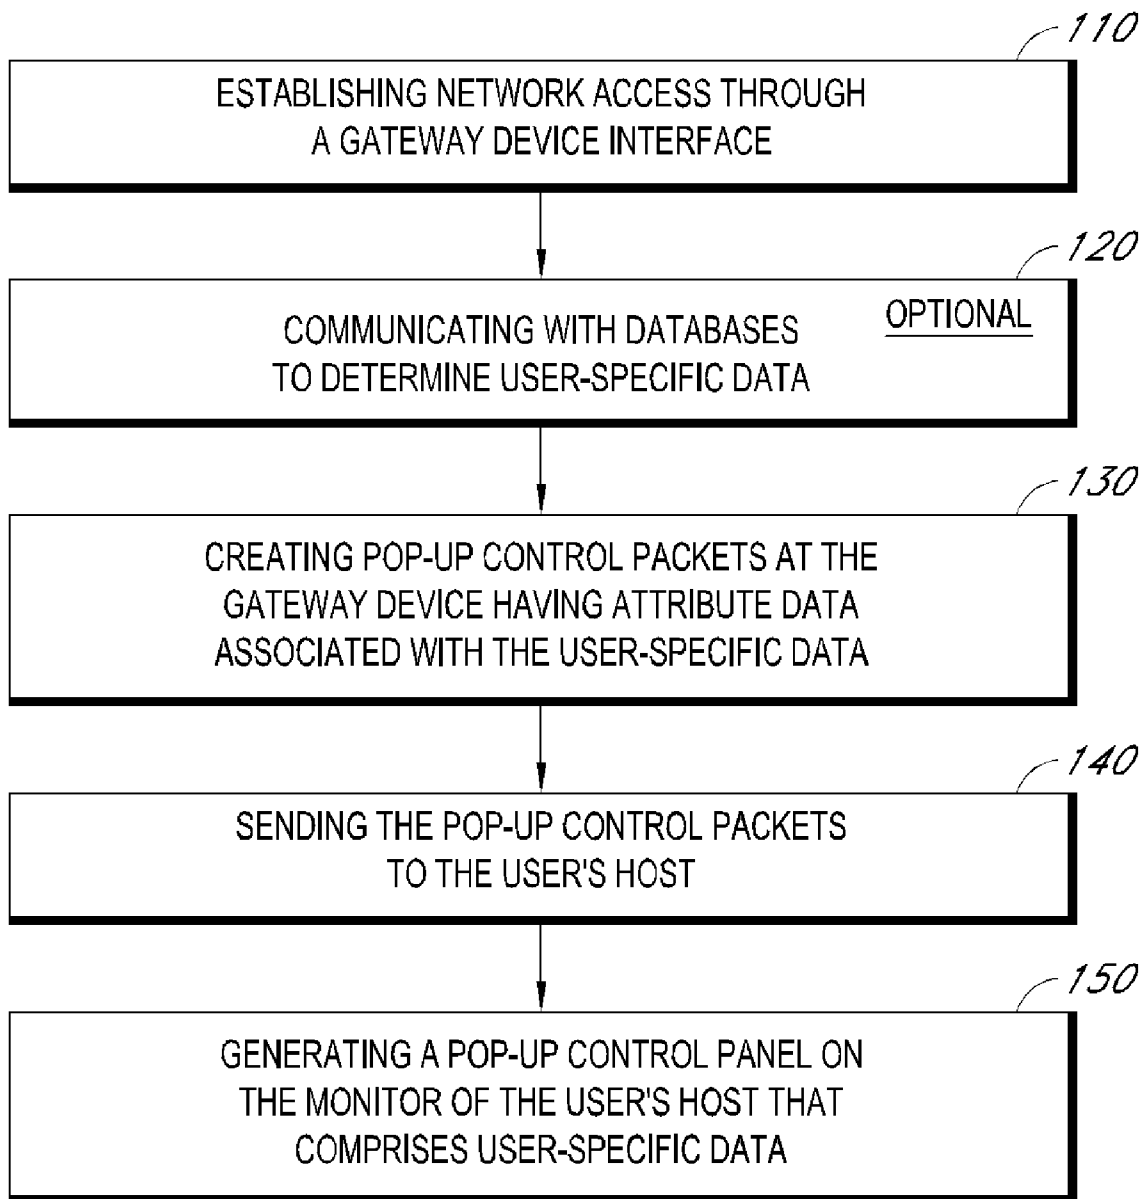 110
ESTABLISHING NETWORK ACCESS THROUGH
A GATEWAY DEVICE INTERFACE
120
OPTIONAL
COMMUNICATING WITH DATABASES
TO DETERMINE USER-SPECIFIC DATA
130
CREATING POP-UP CONTROL PACKETS AT THE
GATEWAY DEVICE HAVING ATTRIBUTE DATA
ASSOCIATED WITH THE USER-SPECIFIC DATA
140
SENDING THE POP-UP CONTROL PACKETS
TO THE USER'S HOST
150
GENERATING A POP-UP CONTROL PANEL ON
THE MONITOR OF THE USER'S HOST THAT
COMPRISES USER-SPECIFIC DATA